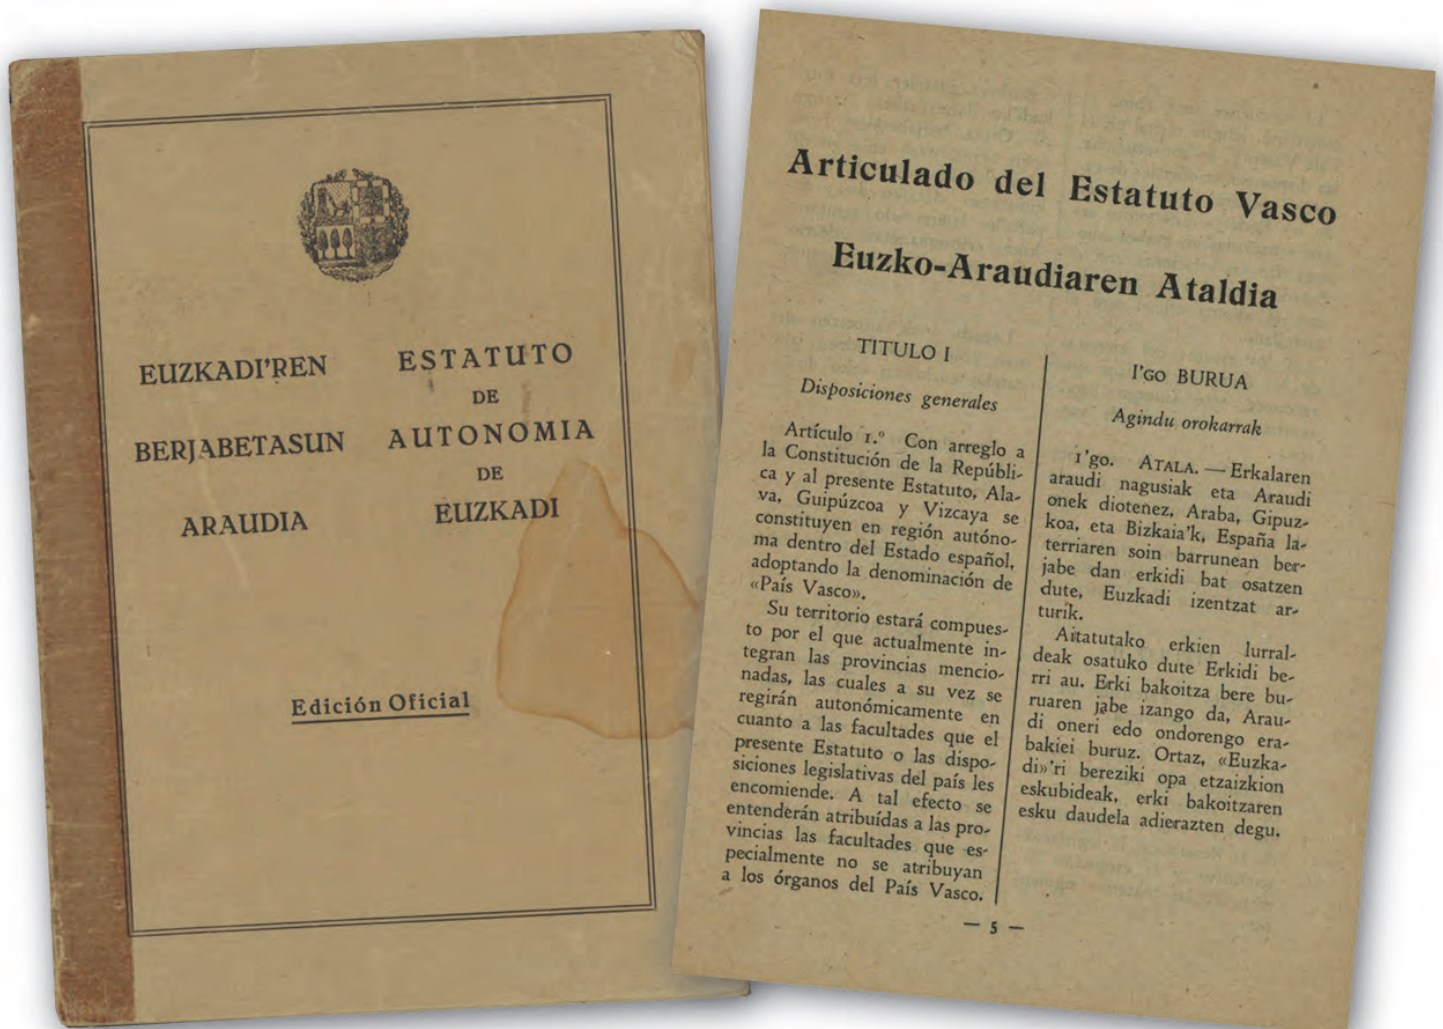 EUZKADI'REN
BERJABETASUN
ARAUDIA
ESTATUTO
DE
AUTONOMIA
DE
EUZKADI
Edición Oficial
Articulado del Estatuto Vasco
Euzko-Araudiaren Ataldia
TITULO I
Disposiciones generales
Artículo 1.º Con arreglo a
la Constitución de la Repúbli-
ca y al presente Estatuto, Ala-
va, Guipúzcoa y Vizcaya se
constituyen en región autóno-
ma dentro del Estado español,
adoptando la denominación de
«País Vasco».
Su territorio estará compues-
to por el que actualmente in-
tegran las provincias mencio-
nadas, las cuales a su vez se
regirán autonómicamente en
cuanto a las facultades que el
presente Estatuto o las dispo-
siciones legislativas del país les
encomiende. A tal efecto se
entenderán atribuídas a las pro-
vincias las facultades que es-
pecialmente no se atribuyan
a los órganos del País Vasco.
I'GO BURUA
Agindu orokarrak
1'go. ATALA. — Erkalaren
araudi nagusiak eta Araudi
onek diotenez, Araba, Gipuz-
koa, eta Bizkaia'k, España la-
terriaren soin barrunean ber-
jabe dan erkidi bat osatzen
dute, Euzkadi izentzat ar-
turik.
Aitatutako erkien lurral-
deak osatuko dute Erkidi be-
rri au. Erki bakoitza bere bu-
ruaren jabe izango da, Arau-
di oneri edo ondorengo era-
bakiei buruz. Ortaz, «Euzka-
di»'ri bereziki opa etzaizkion
eskubideak, erki bakoitzaren
esku daudela adierazten degu.
— 5 —